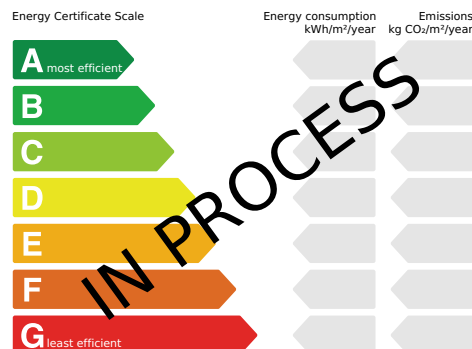 Energy Certificate Scale
Energy consumption
kWh/m²/year
Emissions
kg CO₂/m²/year
A most efficient
B
C
D
E
F
G least efficient
IN PROCESS